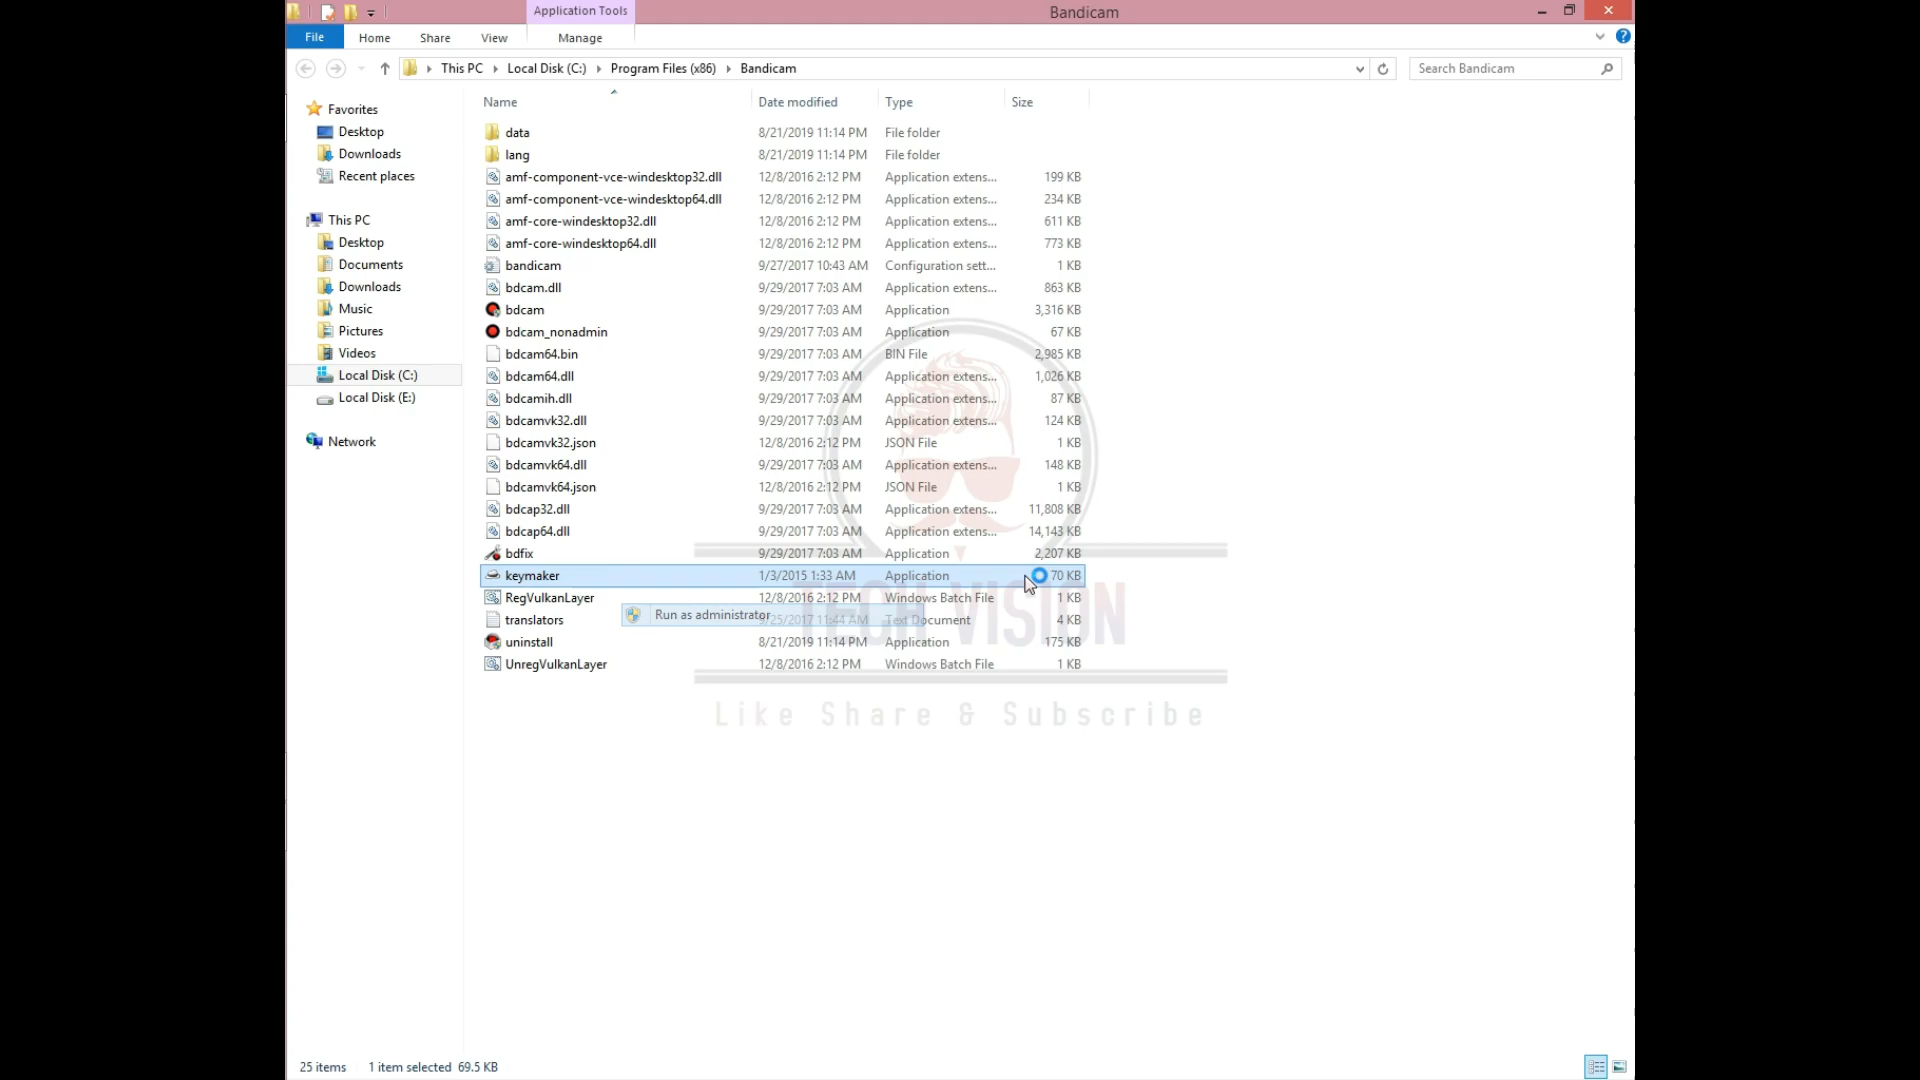 Application Tools
Bandicam
File
Home
Share
View
Manage
This PC
Local Disk (C:)
Program Files (x86)
Bandicam
Search Bandicam
Name
Date modified
Type
Size
Favorites
Desktop
Downloads
Recent places
This PC
Desktop
Documents
Downloads
Music
Pictures
Videos
Local Disk (C:)
Local Disk (E:)
Network
data 8/21/2019 11:14 PM File folder
lang 8/21/2019 11:14 PM File folder
amf-component-vce-windesktop32.dll 12/8/2016 2:12 PM Application extens... 199 KB
amf-component-vce-windesktop64.dll 12/8/2016 2:12 PM Application extens... 234 KB
amf-core-windesktop32.dll 12/8/2016 2:12 PM Application extens... 611 KB
amf-core-windesktop64.dll 12/8/2016 2:12 PM Application extens... 773 KB
bandicam 9/27/2017 10:43 AM Configuration sett... 1 KB
bdcam.dll 9/29/2017 7:03 AM Application extens... 863 KB
bdcam 9/29/2017 7:03 AM Application 3,316 KB
bdcam_nonadmin 9/29/2017 7:03 AM Application 67 KB
bdcam64.bin 9/29/2017 7:03 AM BIN File 2,985 KB
bdcam64.dll 9/29/2017 7:03 AM Application extens... 1,026 KB
bdcamih.dll 9/29/2017 7:03 AM Application extens... 87 KB
bdcamvk32.dll 9/29/2017 7:03 AM Application extens... 124 KB
bdcamvk32.json 12/8/2016 2:12 PM JSON File 1 KB
bdcamvk64.dll 9/29/2017 7:03 AM Application extens... 148 KB
bdcamvk64.json 12/8/2016 2:12 PM JSON File 1 KB
bdcap32.dll 9/29/2017 7:03 AM Application extens... 11,808 KB
bdcap64.dll 9/29/2017 7:03 AM Application extens... 14,143 KB
bdfix 9/29/2017 7:03 AM Application 2,207 KB
keymaker 1/3/2015 1:33 AM Application 70 KB
RegVulkanLayer 12/8/2016 2:12 PM Windows Batch File 1 KB
Run as administrator
translators 9/25/2017 11:44 AM Text Document 4 KB
uninstall 8/21/2019 11:14 PM Application 175 KB
UnregVulkanLayer 12/8/2016 2:12 PM Windows Batch File 1 KB
TECH VISION
Like Share & Subscribe
25 items
1 item selected 69.5 KB